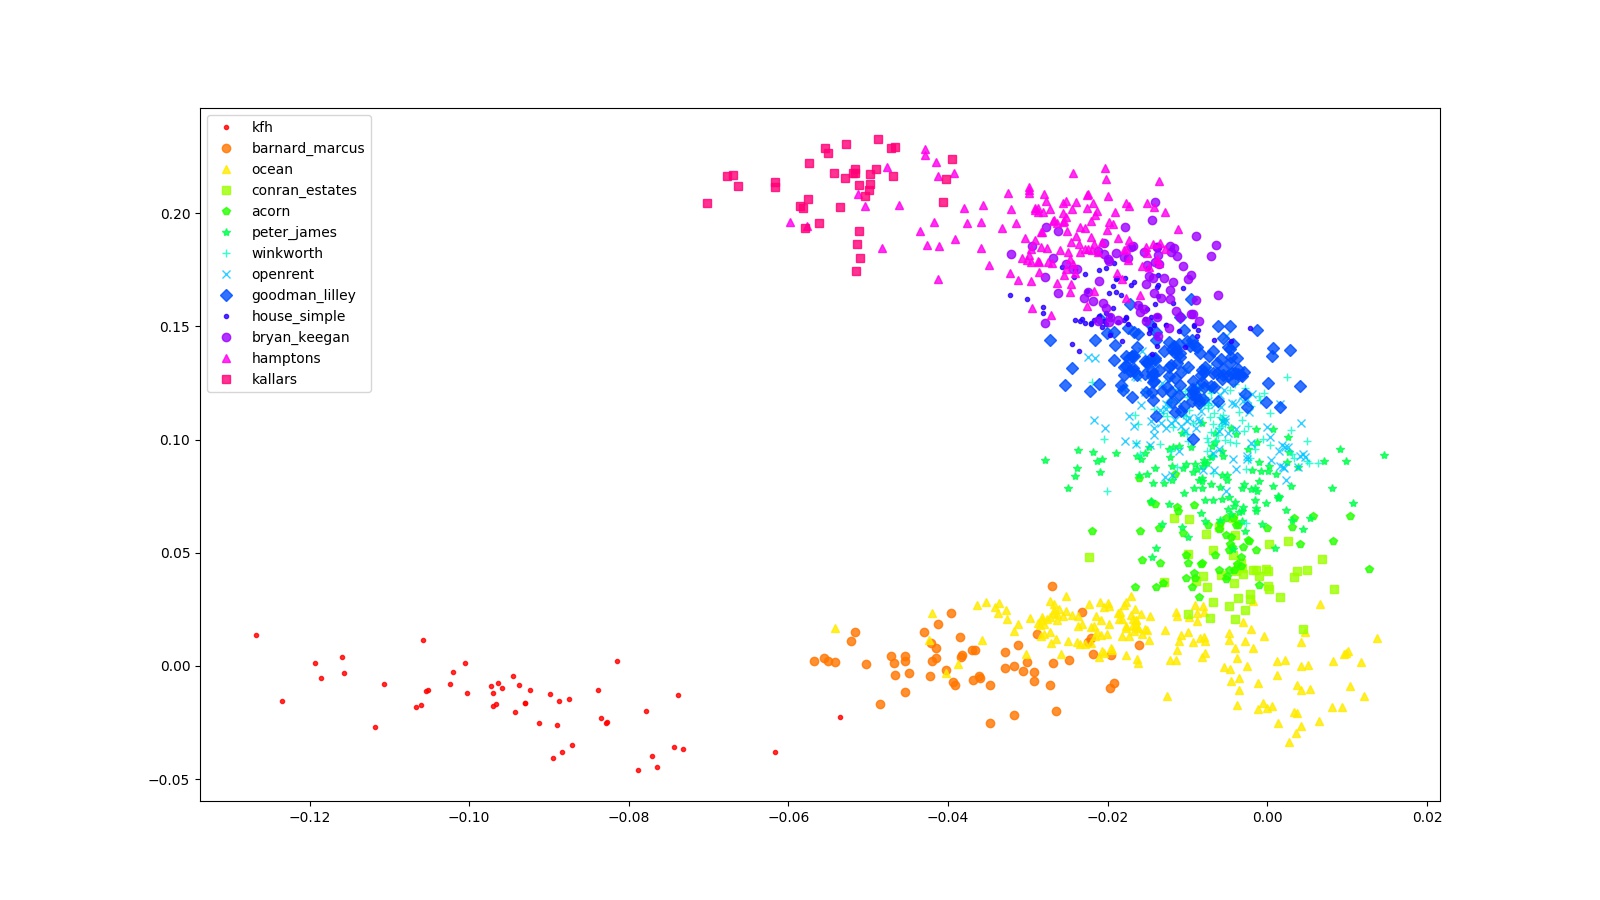 kfh
barnard_marcus
ocean
conran_estates
acorn
peter_james
winkworth
openrent
goodman_lilley
house_simple
bryan_keegan
hamptons
kallars
0.20
0.15
0.10
0.05
0.00
−0.05
−0.12 −0.10 −0.08 −0.06 −0.04 −0.02 0.00 0.02